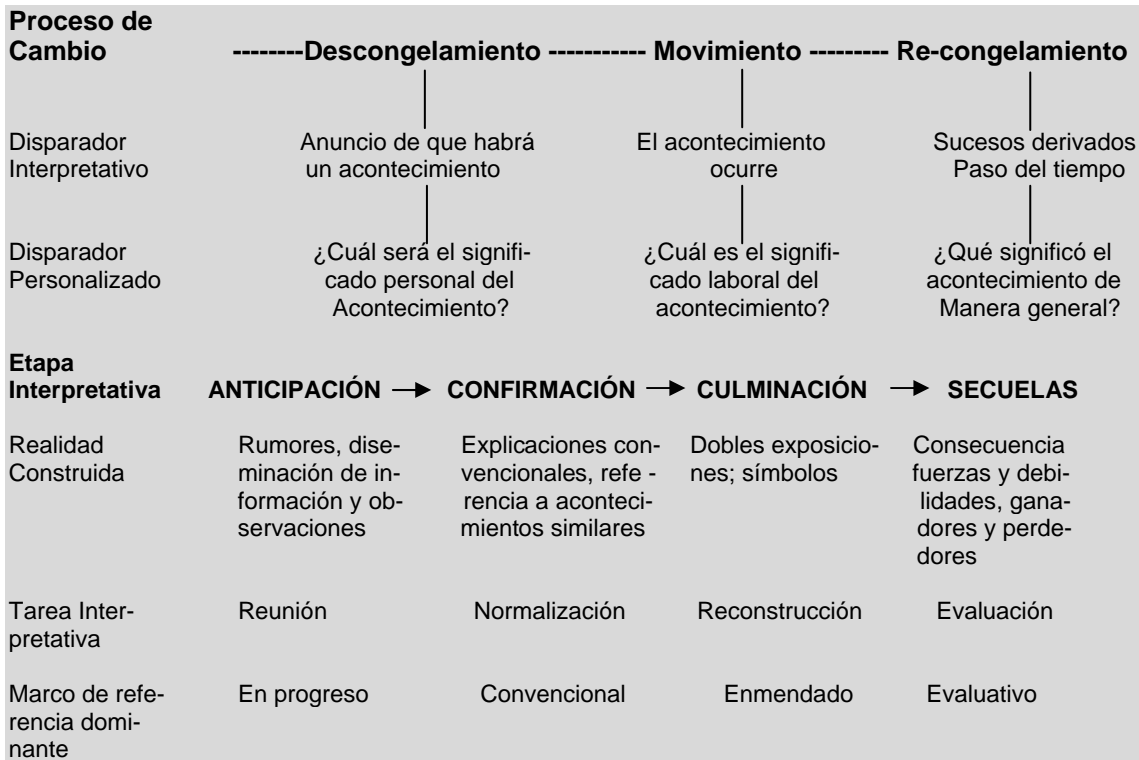 Proceso de
Cambio --------Descongelamiento ----------- Movimiento --------- Re-congelamiento
Disparador Anuncio de que habrá El acontecimiento Sucesos derivados
Interpretativo un acontecimiento ocurre Paso del tiempo
Disparador ¿Cuál será el signifi- ¿Cuál es el signifi- ¿Qué significó el
Personalizado cado personal del cado laboral del acontecimiento de
Acontecimiento? acontecimiento? Manera general?
Etapa
Interpretativa ANTICIPACIÓN → CONFIRMACIÓN → CULMINACIÓN → SECUELAS
Realidad Rumores, dise- Explicaciones con- Dobles exposicio- Consecuencia
Construida minación de in- vencionales, refe - nes; símbolos fuerzas y debi-
formación y ob- rencia a aconteci- lidades, gana-
servaciones mientos similares dores y perde-
dores
Tarea Inter- Reunión Normalización Reconstrucción Evaluación
pretativa
Marco de refe- En progreso Convencional Enmendado Evaluativo
rencia domi-
nante